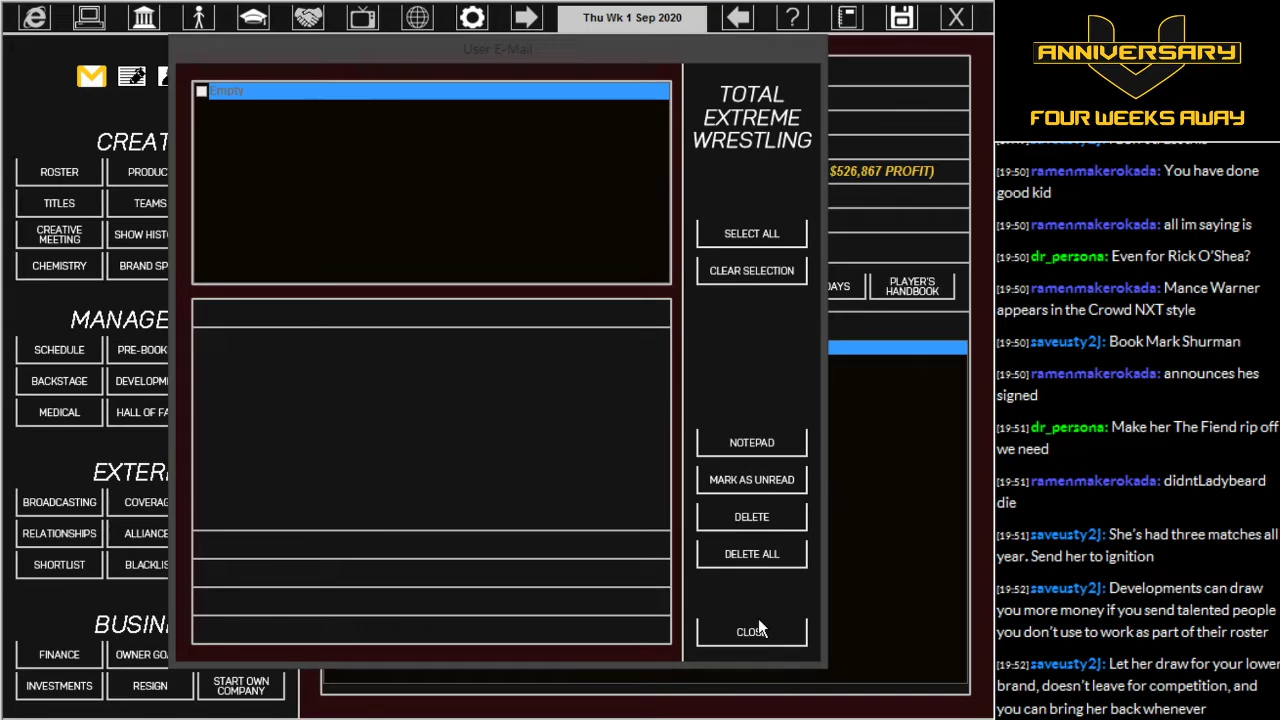 Thu Wk 1 Sep 2020
?
X
User E-Mail
Empty
TOTAL
EXTREME
WRESTLING
SELECT ALL
CLEAR SELECTION
NOTEPAD
MARK AS UNREAD
DELETE
DELETE ALL
CREAT
ROSTER
PRODUC
TITLES
TEAMS
CREATIVE
MEETING
SHOW HIST
CHEMISTRY
BRAND SP
MANAGE
SCHEDULE
PRE-BOOK
BACKSTAGE
DEVELOPM
MEDICAL
HALL OF FA
EXTER
BROADCASTING
COVERAG
RELATIONSHIPS
ALLIANC
SHORTLIST
BLACKLIS
BUSIN
FINANCE
OWNER GO
INVESTMENTS
RESIGN
START OWN
COMPANY
$526,867 PROFIT)
DAYS
PLAYER'S
HANDBOOK
ANNIVERSARY
FOUR WEEKS AWAY
[19:50] ramenmakerokada: You have done
good kid
[19:50] ramenmakerokada: all im saying is
[19:50] dr_persona: Even for Rick O'Shea?
[19:50] ramenmakerokada: Mance Warner
appears in the Crowd NXT style
[19:50] saveusty2J: Book Mark Shurman
[19:50] ramenmakerokada: announces hes
signed
[19:51] dr_persona: Make her The Fiend rip off
we need
[19:51] ramenmakerokada: didntLadybeard
die
[19:51] saveusty2J: She's had three matches all
year. Send her to ignition
[19:52] saveusty2J: Developments can draw
you more money if you send talented people
you don't use to work as part of their roster
[19:52] saveusty2J: Let her draw for your lower
brand, doesn't leave for competition, and
you can bring her back whenever